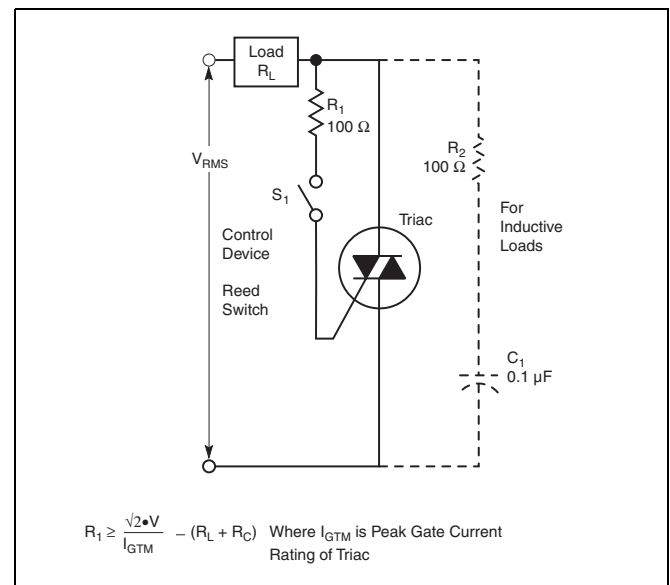 Load
R_L
R_1
100 Ω
V_RMS
S_1
R_2
100 Ω
Triac
For
Inductive
Loads
Control
Device
Reed
Switch
C_1
0.1 µF
R_1 ≥ √2•V / I_GTM – (R_L + R_C) Where I_GTM is Peak Gate Current
Rating of Triac